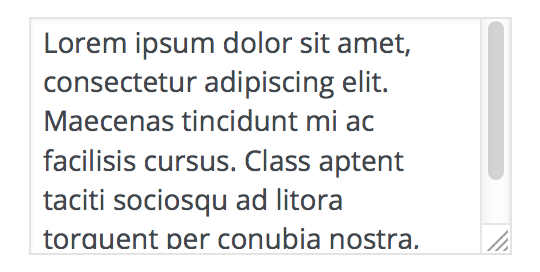 Lorem ipsum dolor sit amet,
consectetur adipiscing elit.
Maecenas tincidunt mi ac
facilisis cursus. Class aptent
taciti sociosqu ad litora
torquent per conubia nostra,